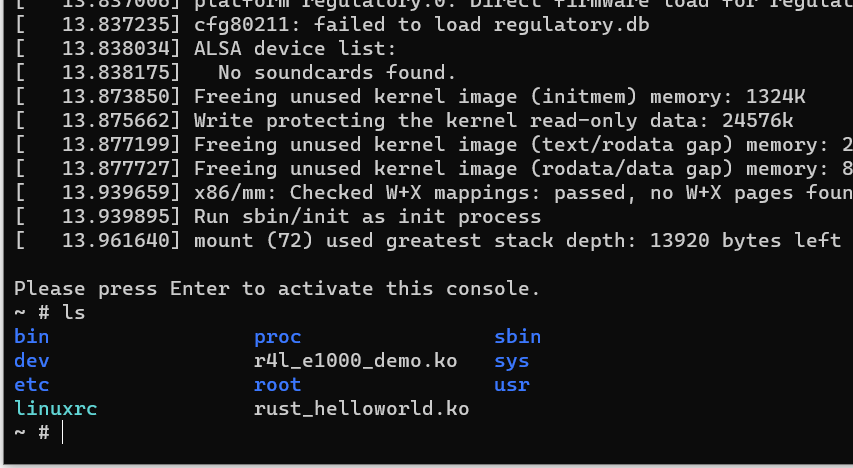 [   13.837006] platform regulatory.0: Direct firmware load for regulat
[   13.837235] cfg80211: failed to load regulatory.db
[   13.838034] ALSA device list:
[   13.838175]   No soundcards found.
[   13.873850] Freeing unused kernel image (initmem) memory: 1324K
[   13.875662] Write protecting the kernel read-only data: 24576k
[   13.877199] Freeing unused kernel image (text/rodata gap) memory: 2
[   13.877727] Freeing unused kernel image (rodata/data gap) memory: 8
[   13.939659] x86/mm: Checked W+X mappings: passed, no W+X pages foun
[   13.939895] Run sbin/init as init process
[   13.961640] mount (72) used greatest stack depth: 13920 bytes left
Please press Enter to activate this console.
~ # ls
bin                 proc                sbin
dev                 r4l_e1000_demo.ko   sys
etc                 root                usr
linuxrc             rust_helloworld.ko
~ #